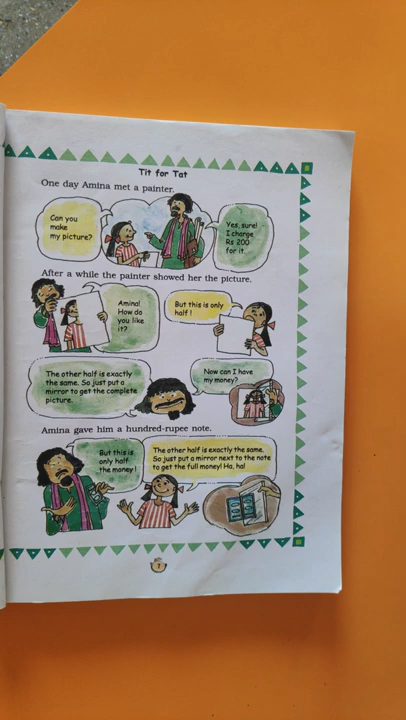 Tit for Tat
One day Amina met a painter.
Can you
make
my picture?
Yes, sure!
I charge
Rs 200
for it.
After a while the painter showed her the picture.
Amina!
How do
you like
it?
But this is only
half !
The other half is exactly
the same. So just put a
mirror to get the complete
picture.
Now can I have
my money?
Amina gave him a hundred-rupee note.
But this is
only half
the money !
The other half is exactly the same.
So just put a mirror next to the note
to get the full money! Ha, ha!
7